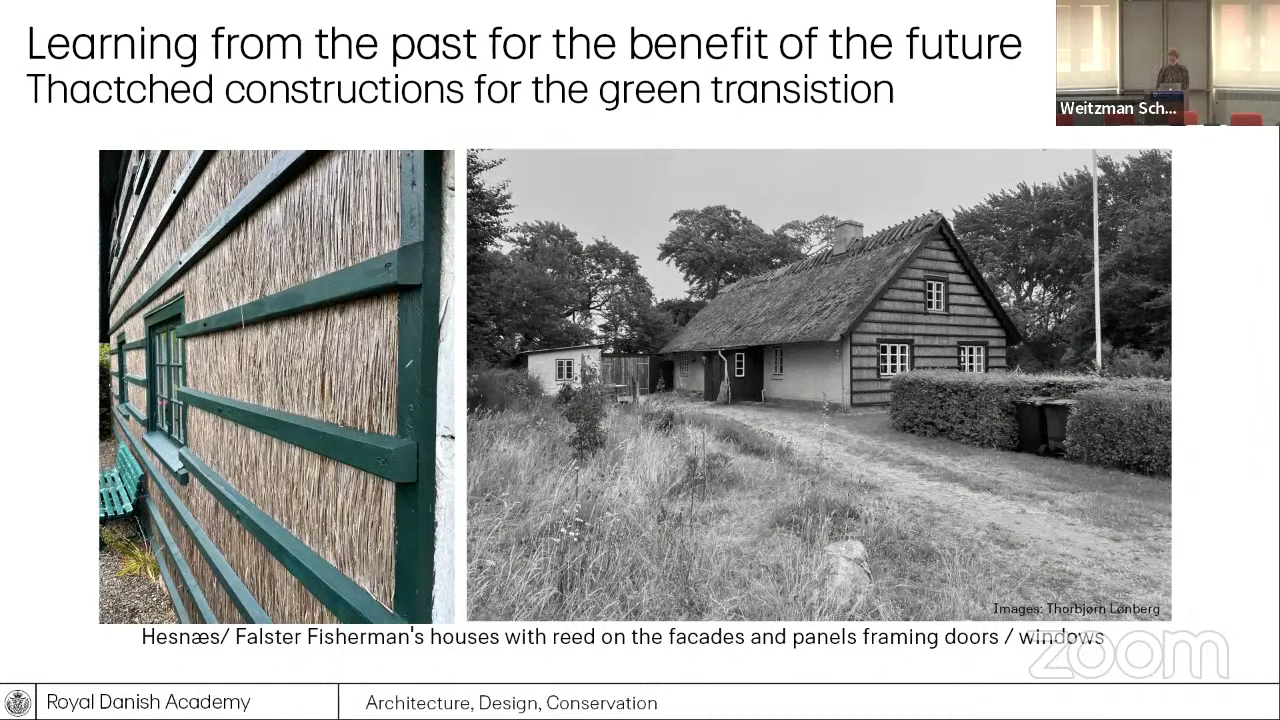 Learning from the past for the benefit of the future
Thactched constructions for the green transistion
Weitzman Sch...
Images: Thorbjørn Lønberg
Hesnæs/ Falster Fisherman's houses with reed on the facades and panels framing doors / windows
zoom
Royal Danish Academy
Architecture, Design, Conservation